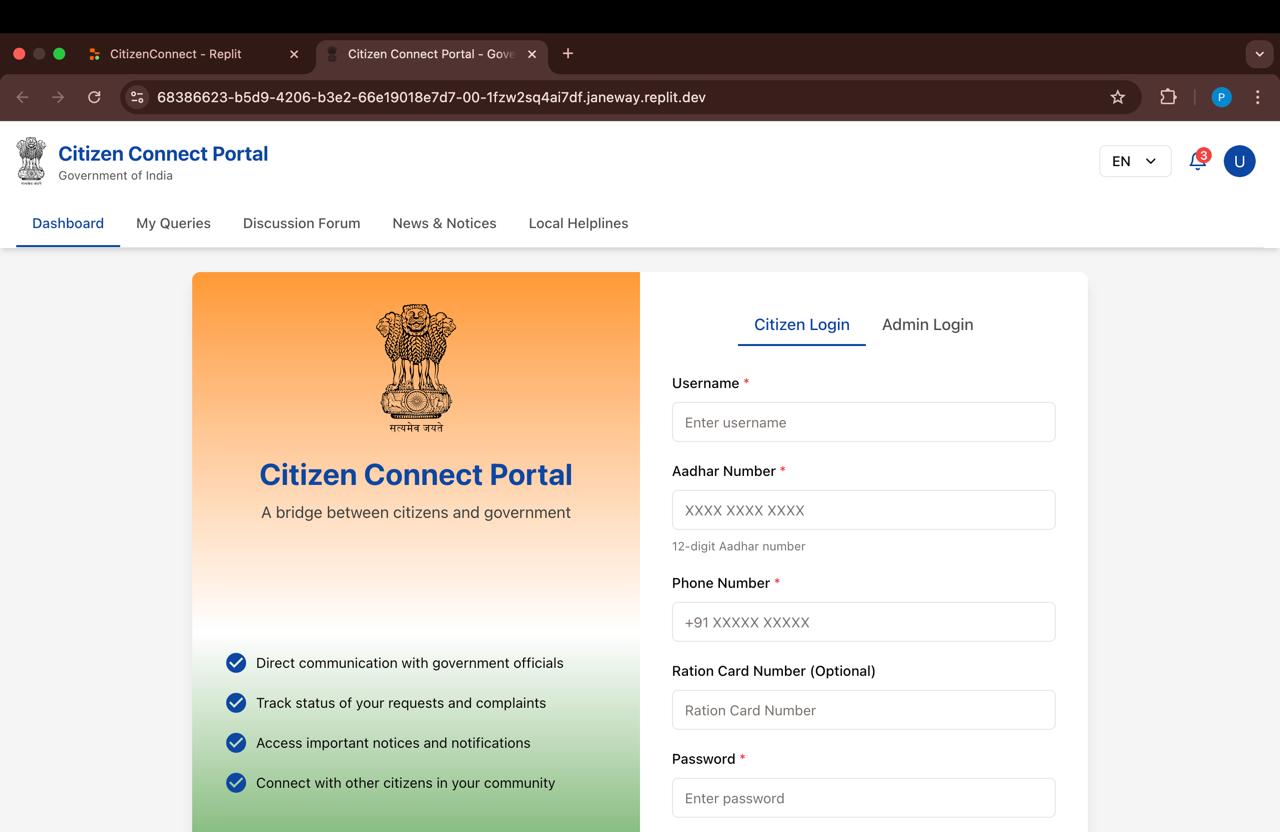 CitizenConnect - Replit
Citizen Connect Portal - Gove
68386623-b5d9-4206-b3e2-66e19018e7d7-00-1fzw2sq4ai7df.janeway.replit.dev
P
Citizen Connect Portal
Government of India
EN
3
U
Dashboard
My Queries
Discussion Forum
News & Notices
Local Helplines
सत्यमेव जयते
Citizen Connect Portal
A bridge between citizens and government
Direct communication with government officials
Track status of your requests and complaints
Access important notices and notifications
Connect with other citizens in your community
Citizen Login
Admin Login
Username *
Enter username
Aadhar Number *
XXXX XXXX XXXX
12-digit Aadhar number
Phone Number *
+91 XXXXX XXXXX
Ration Card Number (Optional)
Ration Card Number
Password *
Enter password